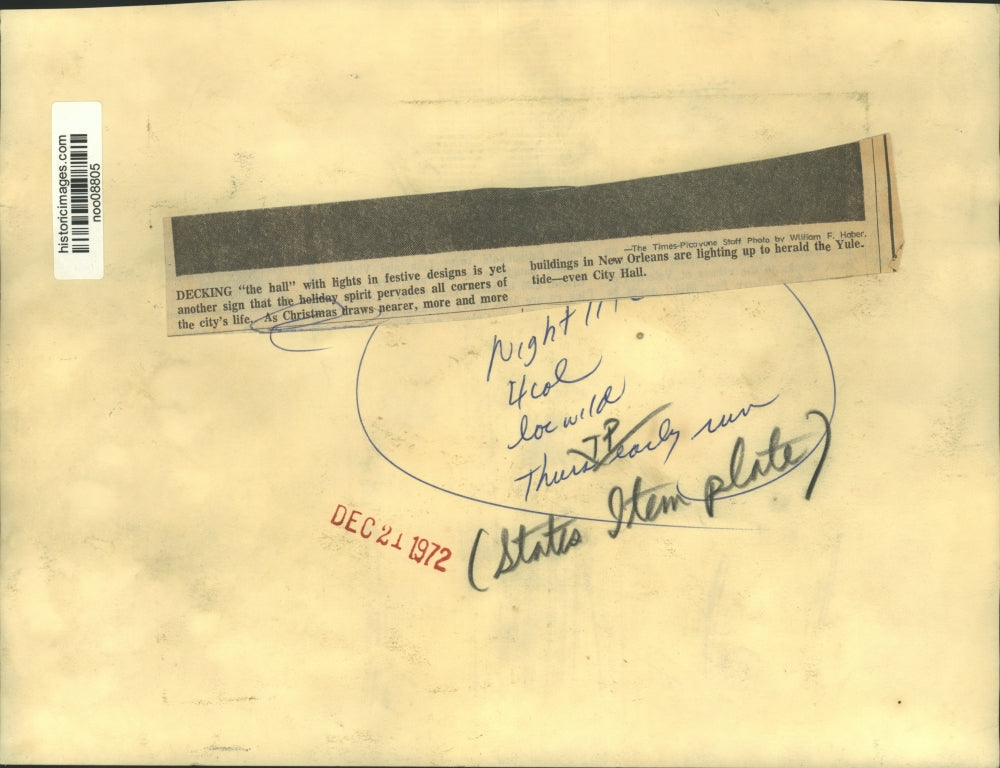 historicimages.com
noo08805
—The Times-Picayune Staff Photo by William F. Haber.
DECKING "the hall" with lights in festive designs is yet
another sign that the holiday spirit pervades all corners of
the city's life. As Christmas draws nearer, more and more
buildings in New Orleans are lighting up to herald the Yule-
tide—even City Hall.
Night
4col
loc wild
JP
Thurs early run
(States Item plate)
DEC 21 1972